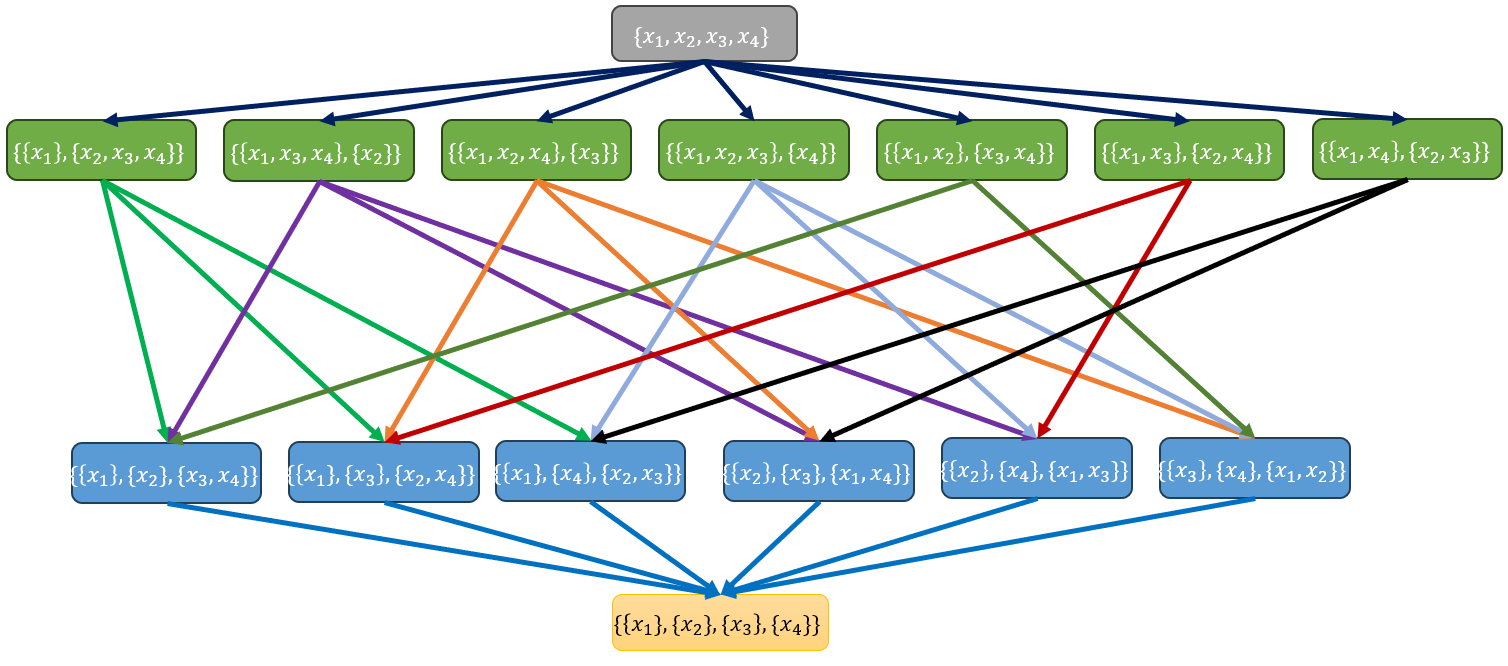 {x₁, x₂, x₃, x₄}
{{x₁}, {x₂, x₃, x₄}}
{{x₁, x₃, x₄}, {x₂}}
{{x₁, x₂, x₄}, {x₃}}
{{x₁, x₂, x₃}, {x₄}}
{{x₁, x₂}, {x₃, x₄}}
{{x₁, x₃}, {x₂, x₄}}
{{x₁, x₄}, {x₂, x₃}}
{{x₁}, {x₂}, {x₃, x₄}}
{{x₁}, {x₃}, {x₂, x₄}}
{{x₁}, {x₄}, {x₂, x₃}}
{{x₂}, {x₃}, {x₁, x₄}}
{{x₂}, {x₄}, {x₁, x₃}}
{{x₃}, {x₄}, {x₁, x₂}}
{{x₁}, {x₂}, {x₃}, {x₄}}